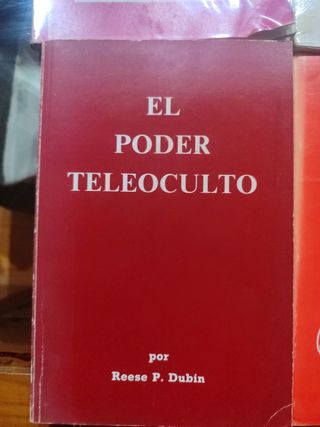 EL
PODER
TELEOCULTO
por
Reese P. Dubin